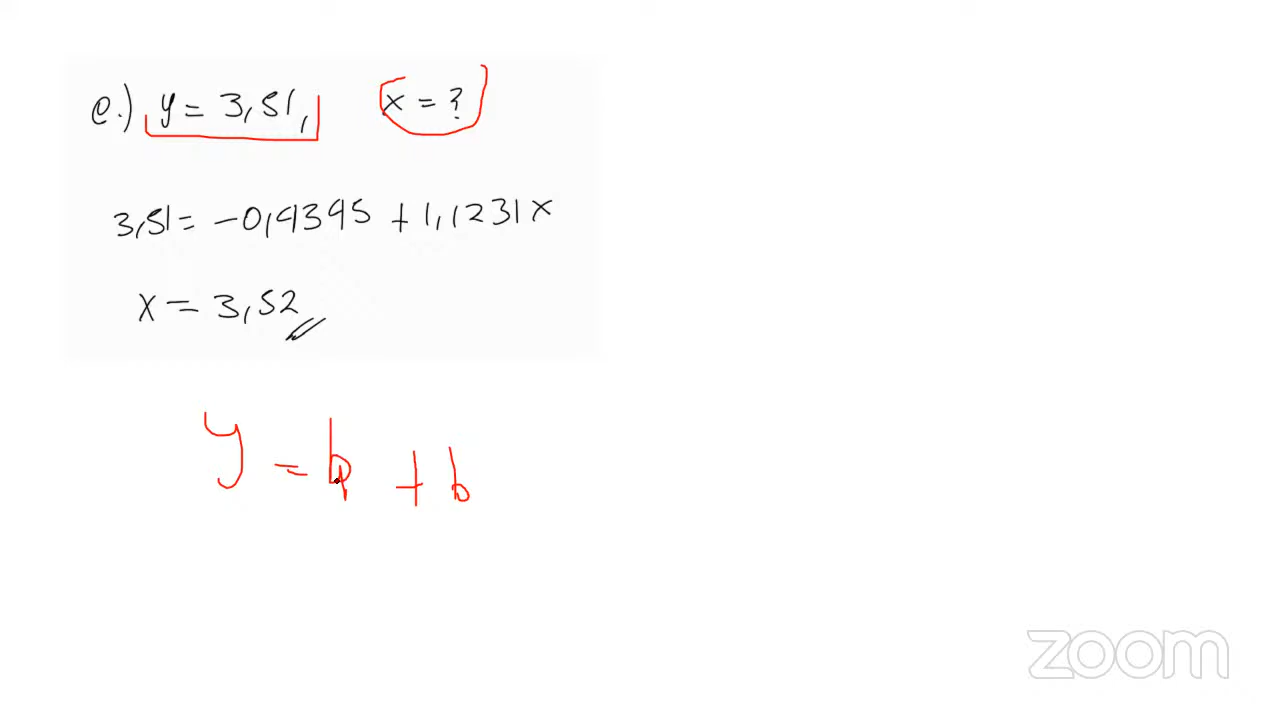 e.) y = 3,51, x = ?
3,51 = -0,4395 + 1,1231x
x = 3,52
y = b + b
zoom